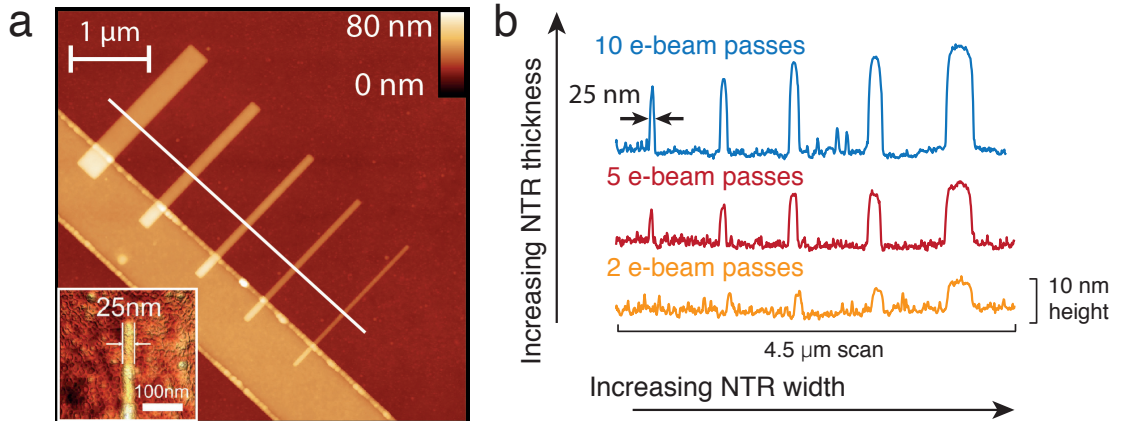 a
1 µm
80 nm
0 nm
25nm
100nm
b
Increasing NTR thickness
10 e-beam passes
25 nm
5 e-beam passes
2 e-beam passes
10 nm
height
4.5 µm scan
Increasing NTR width